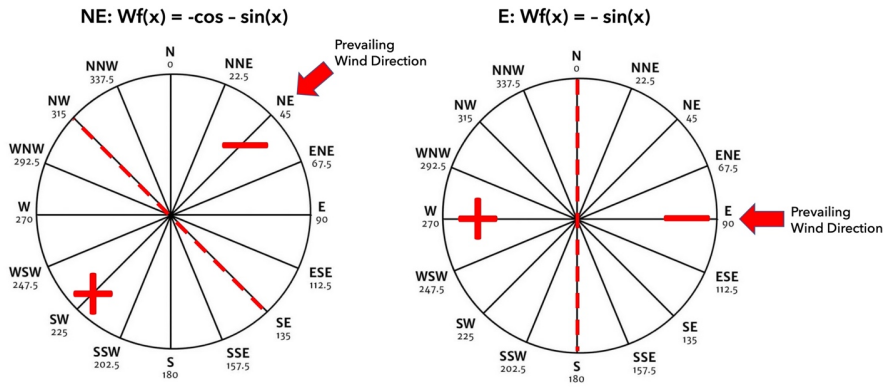 NE: Wf(x) = -cos – sin(x)
Prevailing
Wind Direction
N
0
NNE
22.5
NE
45
ENE
67.5
E
90
ESE
112.5
SE
135
SSE
157.5
S
180
SSW
202.5
SW
225
WSW
247.5
W
270
WNW
292.5
NW
315
NNW
337.5
E: Wf(x) = – sin(x)
N
0
NNE
22.5
NE
45
ENE
67.5
E
90
Prevailing
Wind Direction
ESE
112.5
SE
135
SSE
157.5
S
180
SSW
202.5
SW
225
WSW
247.5
W
270
WNW
292.5
NW
315
NNW
337.5